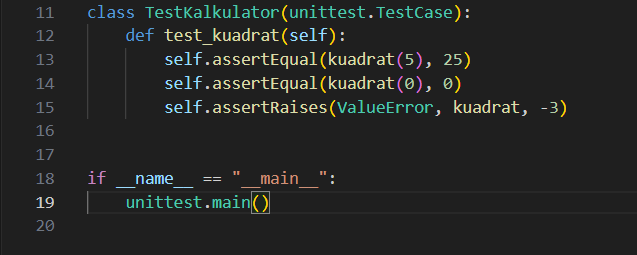 11 class TestKalkulator(unittest.TestCase):
12     def test_kuadrat(self):
13         self.assertEqual(kuadrat(5), 25)
14         self.assertEqual(kuadrat(0), 0)
15         self.assertRaises(ValueError, kuadrat, -3)
16
17
18 if __name__ == "__main__":
19     unittest.main()
20